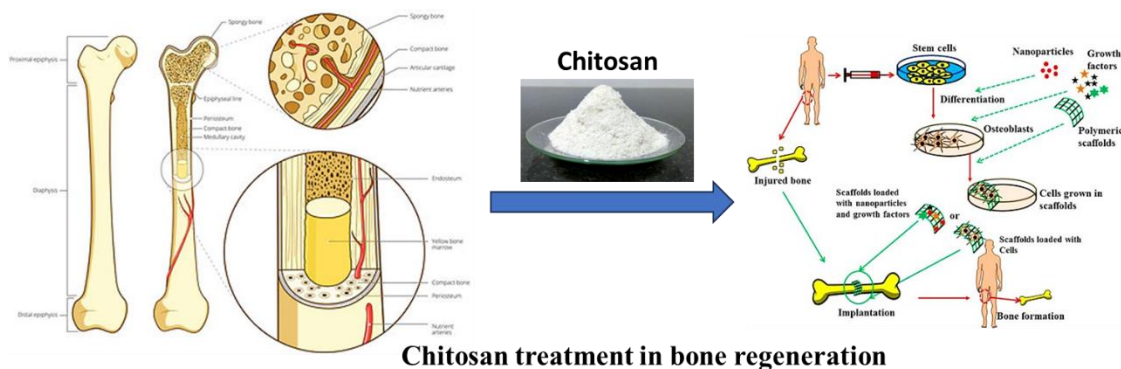 Spongy bone
Proximal epiphysis
Epiphyseal line
Periosteum
Compact bone
Medullary cavity
Diaphysis
Distal epiphysis
Spongy bone
Compact bone
Articular cartilage
Nutrient arteries
Endosteum
Yellow bone
marrow
Compact bone
Periosteum
Nutrient
arteries
Chitosan
Stem cells
Nanoparticles
Growth
factors
Differentiation
Osteoblasts
Polymeric
scaffolds
Injured bone
Cells grown in
scaffolds
Scaffolds loaded
with nanoparticles
and growth factors
or
Scaffolds loaded with
Cells
Implantation
Bone formation
Chitosan treatment in bone regeneration